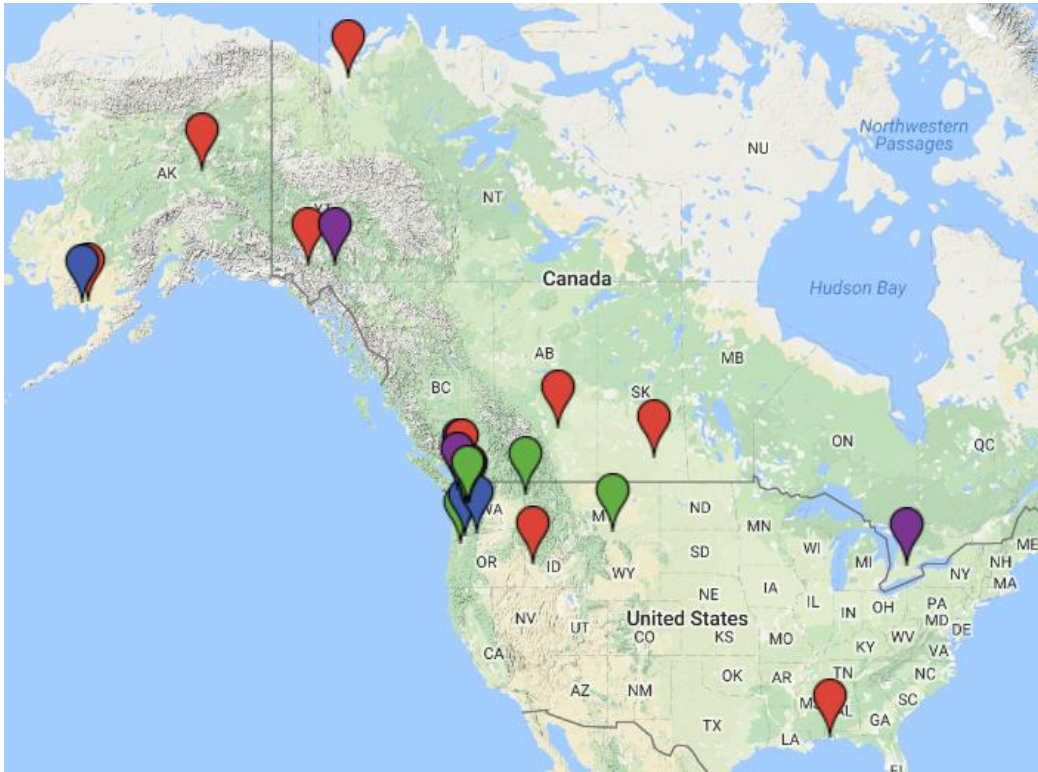 Northwestern
Passages
NU
AK
NT
Canada
Hudson Bay
AB
MB
BC
SK
ON
QC
WA
ND
MN
ME
OR
ID
SD
WI
MI
NH
WY
NY
MA
NE
IA
IL
IN
OH
PA
NV
UT
United States
MD
DE
CO
KS
MO
WV
KY
VA
CA
OK
AR
TN
NC
AZ
NM
SC
AL
GA
TX
LA